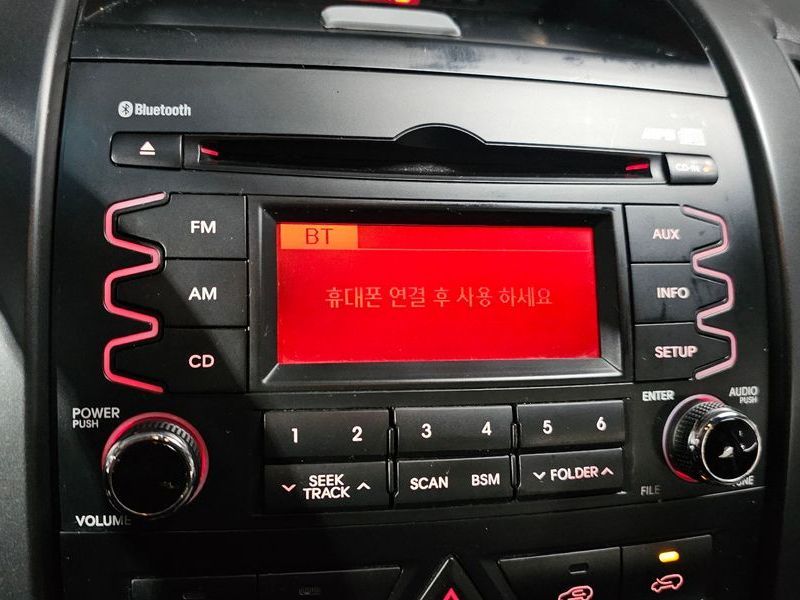 Bluetooth
FM
AM
CD
BT
휴대폰 연결 후 사용 하세요
AUX
INFO
SETUP
POWER
PUSH
VOLUME
1 2 3 4 5 6
SEEK
TRACK
SCAN BSM
FOLDER
ENTER
AUDIO
PUSH
FILE
TUNE